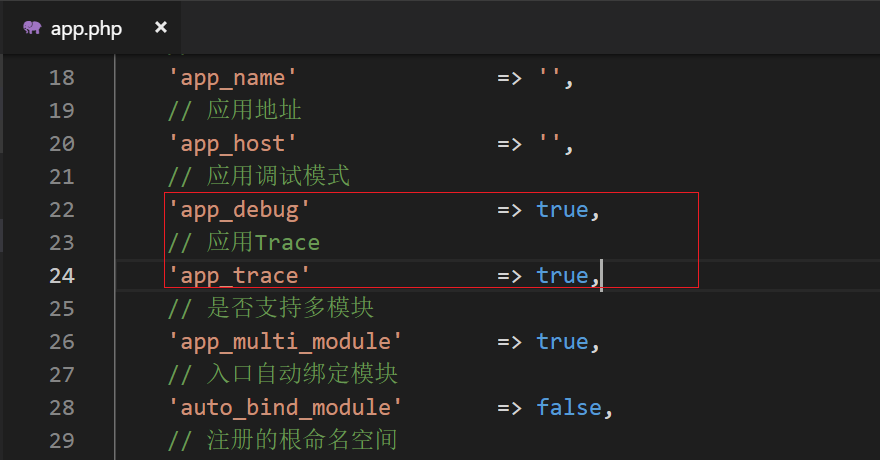 app.php ×
18 'app_name' => '',
19 // 应用地址
20 'app_host' => '',
21 // 应用调试模式
22 'app_debug' => true,
23 // 应用Trace
24 'app_trace' => true,
25 // 是否支持多模块
26 'app_multi_module' => true,
27 // 入口自动绑定模块
28 'auto_bind_module' => false,
29 // 注册的根命名空间